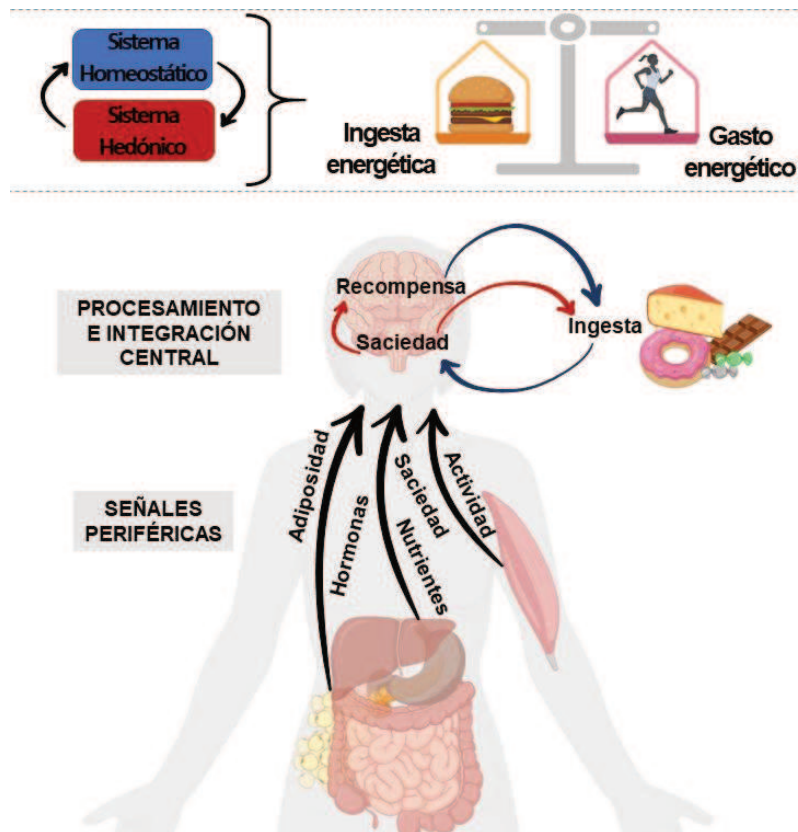 Sistema
Homeostático
Sistema
Hedónico
Ingesta
energética
Gasto
energético
PROCESAMIENTO
E INTEGRACIÓN
CENTRAL
Recompensa
Saciedad
Ingesta
SEÑALES
PERIFÉRICAS
Adiposidad
Hormonas
Saciedad
Nutrientes
Actividad